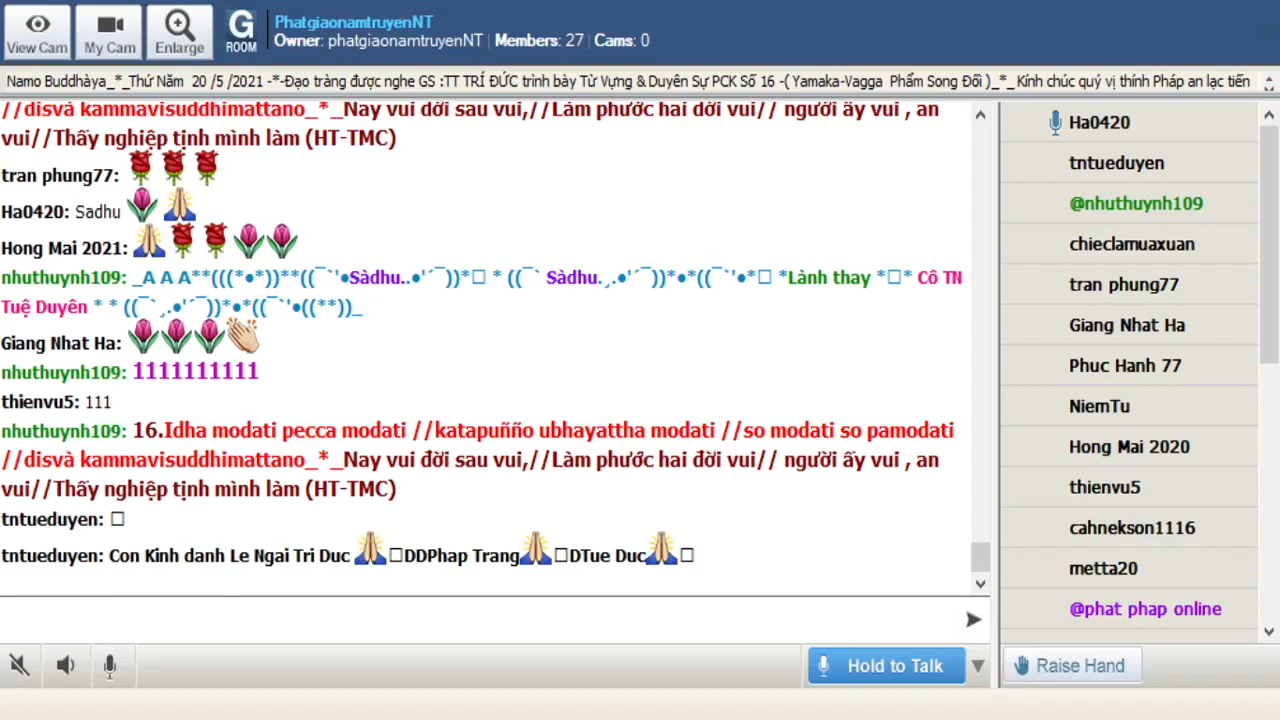 View Cam
My Cam
Enlarge
G
ROOM
PhatgiaonamtruyenNT
Owner: phatgiaonamtruyenNT | Members: 27 | Cams: 0
Namo Buddhàya_*_Thứ Năm 20 /5 /2021 -*-Đạo tràng được nghe GS :TT TRÍ ĐỨC trình bày Từ Vựng & Duyên Sự PCK Số 16 -( Yamaka-Vagga Phẩm Song Đối )_*_ Kính chúc quý vị thính Pháp an lạc tiến
//disvà kammavisuddhimattano_*_Nay vui đời sau vui,//Làm phước hai đời vui// người ấy vui , an
vui//Thấy nghiệp tịnh mình làm (HT-TMC)
tran phung77: 🌹🌹🌹
Ha0420: Sadhu 🌷🙏
Hong Mai 2021: 🙏🌹🌹🌷🌷
nhuthuynh109: _A A A**(((*•*))**((¯`'•Sàdhu..•'´¯))*□ * ((¯` Sàdhu.¸.•'´¯))*•*((¯`'•*□ *Lành thay *□* Cô TN
Tuệ Duyên * * ((¯`¸.•'´¯))*•*((¯`'•((**))_
Giang Nhat Ha: 🌷🌷🌷👏
nhuthuynh109: 1111111111
thienvu5: 111
nhuthuynh109: 16.Idha modati pecca modati //katapuñño ubhayattha modati //so modati so pamodati
//disvà kammavisuddhimattano_*_Nay vui đời sau vui,//Làm phước hai đời vui// người ấy vui , an
vui//Thấy nghiệp tịnh mình làm (HT-TMC)
tntueduyen: □
tntueduyen: Con Kinh danh Le Ngai Tri Duc 🙏□DDPhap Trang🙏□DTue Duc🙏□
Hold to Talk
Ha0420
tntueduyen
@nhuthuynh109
chieclamuaxuan
tran phung77
Giang Nhat Ha
Phuc Hanh 77
NiemTu
Hong Mai 2020
thienvu5
cahnekson1116
metta20
@phat phap online
Raise Hand